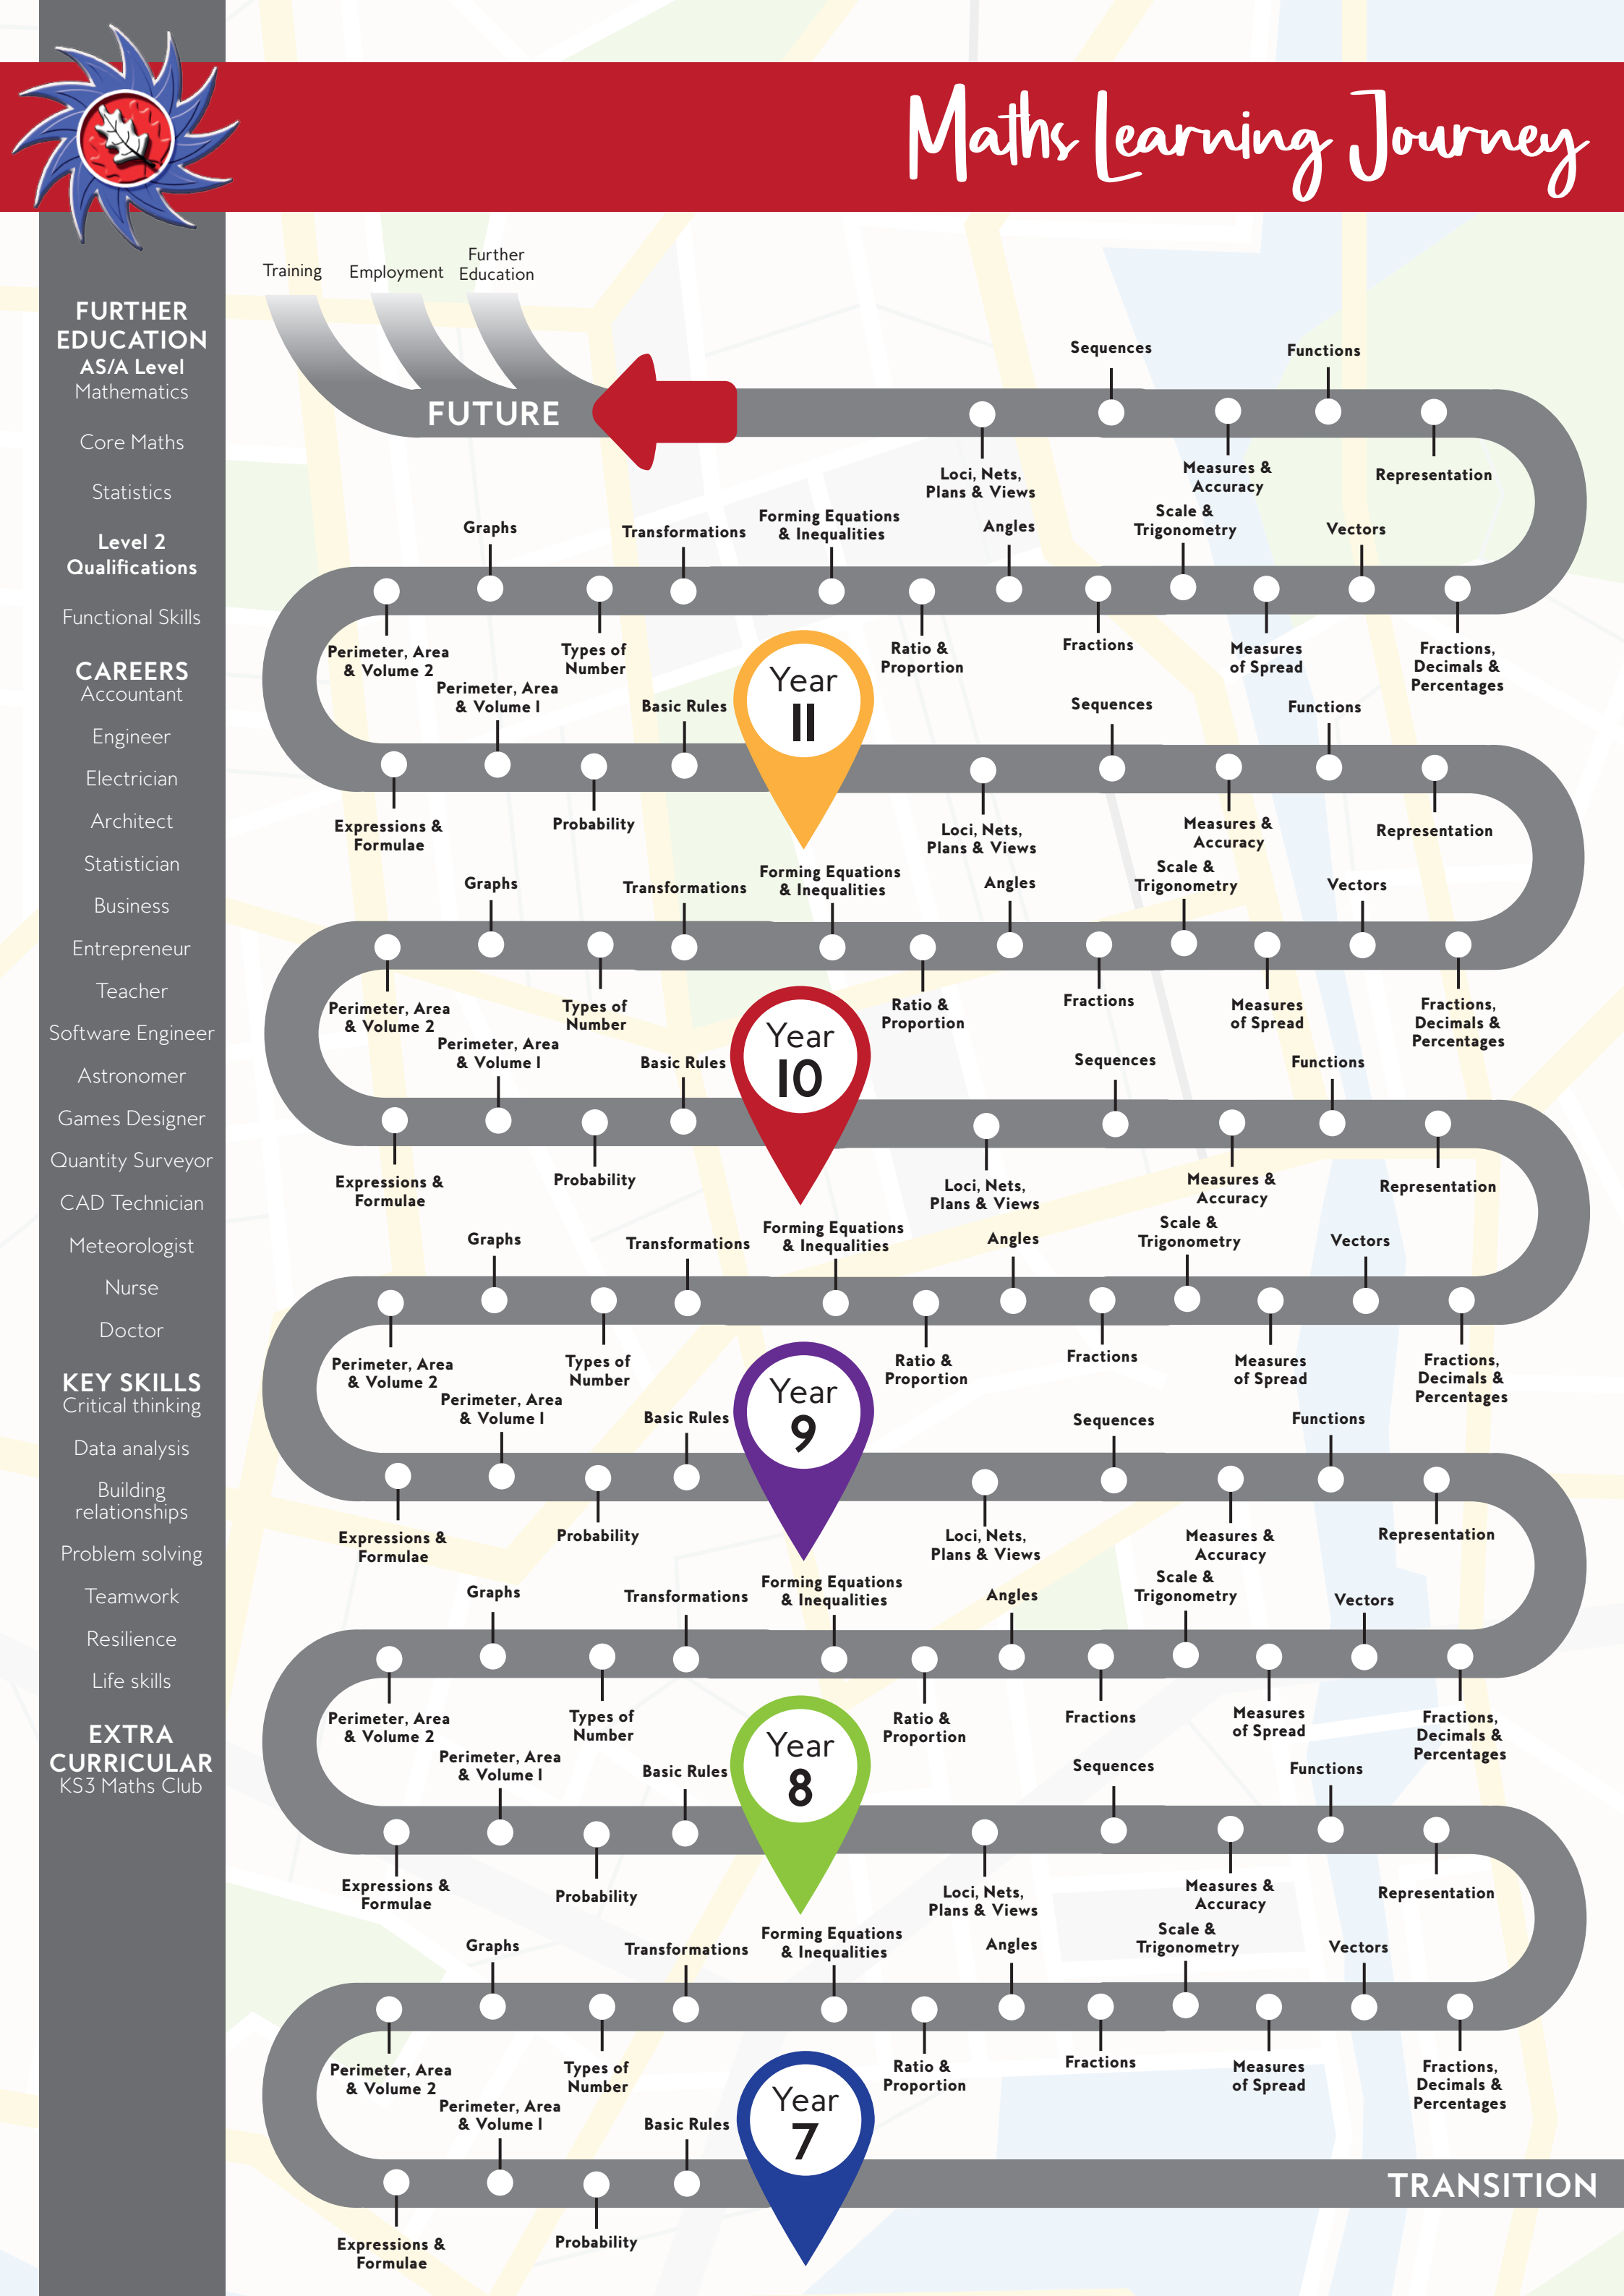 Maths Learning Journey
FURTHER
EDUCATION
AS/A Level
Mathematics
Core Maths
Statistics
Level 2
Qualifications
Functional Skills
CAREERS
Accountant
Engineer
Electrician
Architect
Statistician
Business
Entrepreneur
Teacher
Software Engineer
Astronomer
Games Designer
Quantity Surveyor
CAD Technician
Meteorologist
Nurse
Doctor
KEY SKILLS
Critical thinking
Data analysis
Building
relationships
Problem solving
Teamwork
Resilience
Life skills
EXTRA
CURRICULAR
KS3 Maths Club
Training
Employment
Further
Education
FUTURE
Sequences
Functions
Loci, Nets,
Plans & Views
Measures &
Accuracy
Representation
Graphs
Transformations
Forming Equations
& Inequalities
Angles
Scale &
Trigonometry
Vectors
Perimeter, Area
& Volume 2
Types of
Number
Ratio &
Proportion
Fractions
Measures
of Spread
Fractions,
Decimals &
Percentages
Perimeter, Area
& Volume 1
Basic Rules
Year
11
Sequences
Functions
Expressions &
Formulae
Probability
Loci, Nets,
Plans & Views
Measures &
Accuracy
Representation
Graphs
Transformations
Forming Equations
& Inequalities
Angles
Scale &
Trigonometry
Vectors
Perimeter, Area
& Volume 2
Types of
Number
Ratio &
Proportion
Fractions
Measures
of Spread
Fractions,
Decimals &
Percentages
Perimeter, Area
& Volume 1
Basic Rules
Year
10
Sequences
Functions
Expressions &
Formulae
Probability
Loci, Nets,
Plans & Views
Measures &
Accuracy
Representation
Graphs
Transformations
Forming Equations
& Inequalities
Angles
Scale &
Trigonometry
Vectors
Perimeter, Area
& Volume 2
Types of
Number
Ratio &
Proportion
Fractions
Measures
of Spread
Fractions,
Decimals &
Percentages
Perimeter, Area
& Volume 1
Basic Rules
Year
9
Sequences
Functions
Expressions &
Formulae
Probability
Loci, Nets,
Plans & Views
Measures &
Accuracy
Representation
Graphs
Transformations
Forming Equations
& Inequalities
Angles
Scale &
Trigonometry
Vectors
Perimeter, Area
& Volume 2
Types of
Number
Ratio &
Proportion
Fractions
Measures
of Spread
Fractions,
Decimals &
Percentages
Perimeter, Area
& Volume 1
Basic Rules
Year
8
Sequences
Functions
Expressions &
Formulae
Probability
Loci, Nets,
Plans & Views
Measures &
Accuracy
Representation
Graphs
Transformations
Forming Equations
& Inequalities
Angles
Scale &
Trigonometry
Vectors
Perimeter, Area
& Volume 2
Types of
Number
Ratio &
Proportion
Fractions
Measures
of Spread
Fractions,
Decimals &
Percentages
Perimeter, Area
& Volume 1
Basic Rules
Year
7
TRANSITION
Expressions &
Formulae
Probability